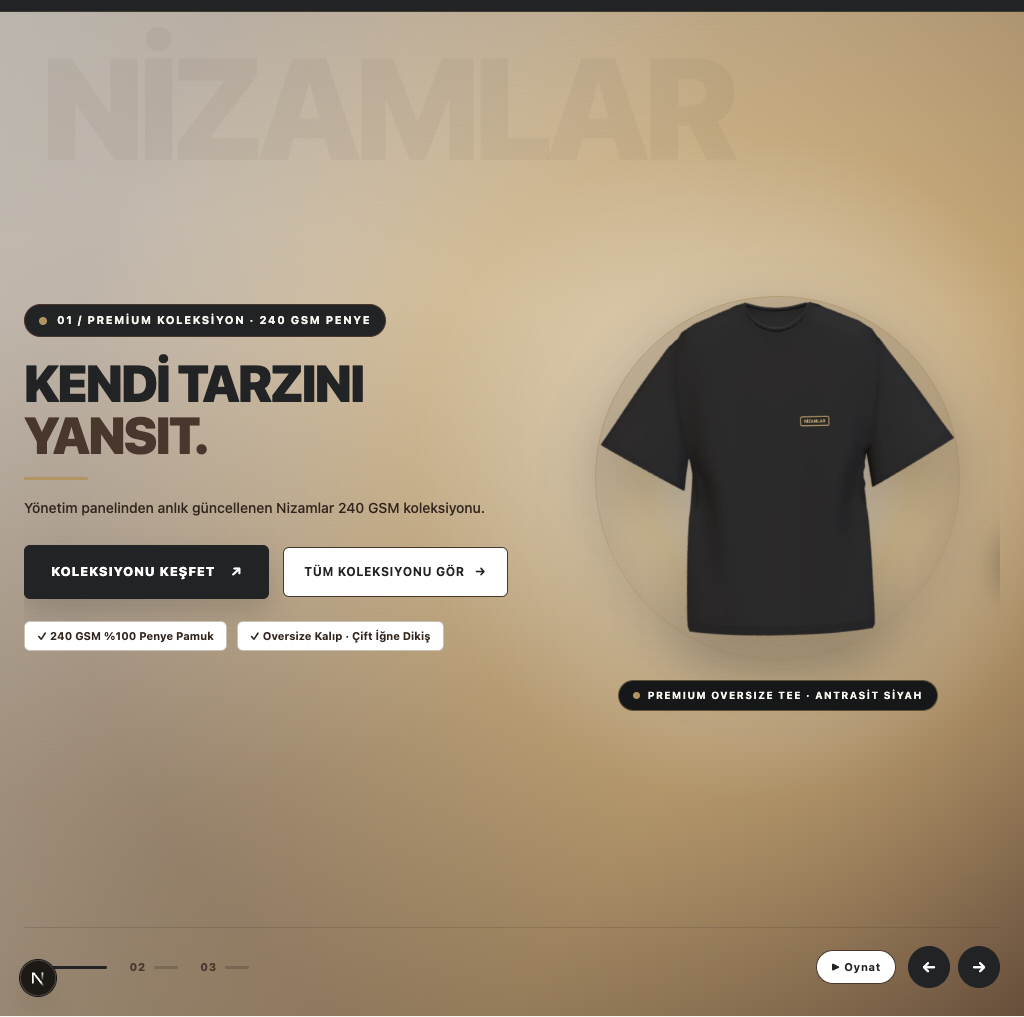 NİZAMLAR
01 / PREMİUM KOLEKSİYON · 240 GSM PENYE
KENDİ TARZINI
YANSIT.
Yönetim panelinden anlık güncellenen Nizamlar 240 GSM koleksiyonu.
KOLEKSIYONU KEŞFET ↗
TÜM KOLEKSIYONU GÖR →
✓ 240 GSM %100 Penye Pamuk
✓ Oversize Kalıp · Çift İğne Dikiş
NİZAMLAR
PREMIUM OVERSIZE TEE · ANTRASİT SİYAH
N
02
03
▶ Oynat
← →